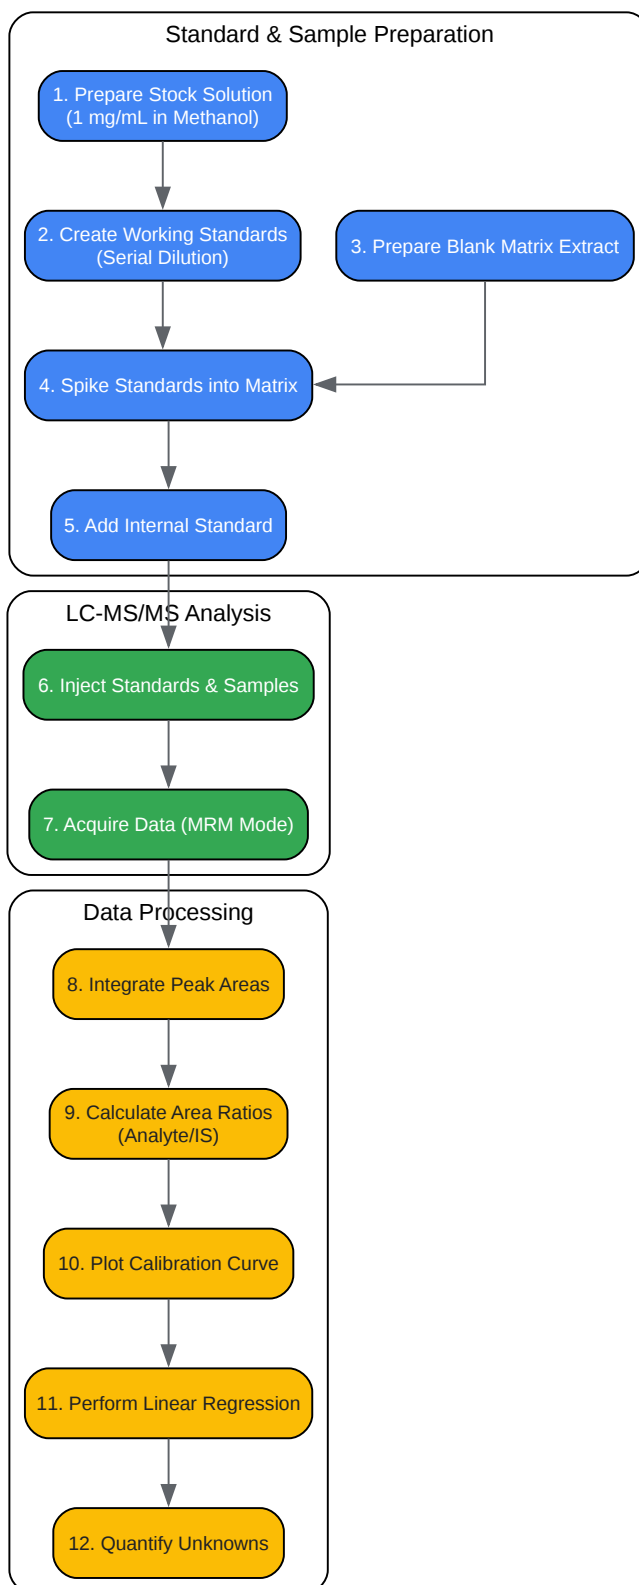 Standard & Sample Preparation
1. Prepare Stock Solution
(1 mg/mL in Methanol)
2. Create Working Standards
(Serial Dilution)
3. Prepare Blank Matrix Extract
4. Spike Standards into Matrix
5. Add Internal Standard
LC-MS/MS Analysis
6. Inject Standards & Samples
7. Acquire Data (MRM Mode)
Data Processing
8. Integrate Peak Areas
9. Calculate Area Ratios
(Analyte/IS)
10. Plot Calibration Curve
11. Perform Linear Regression
12. Quantify Unknowns